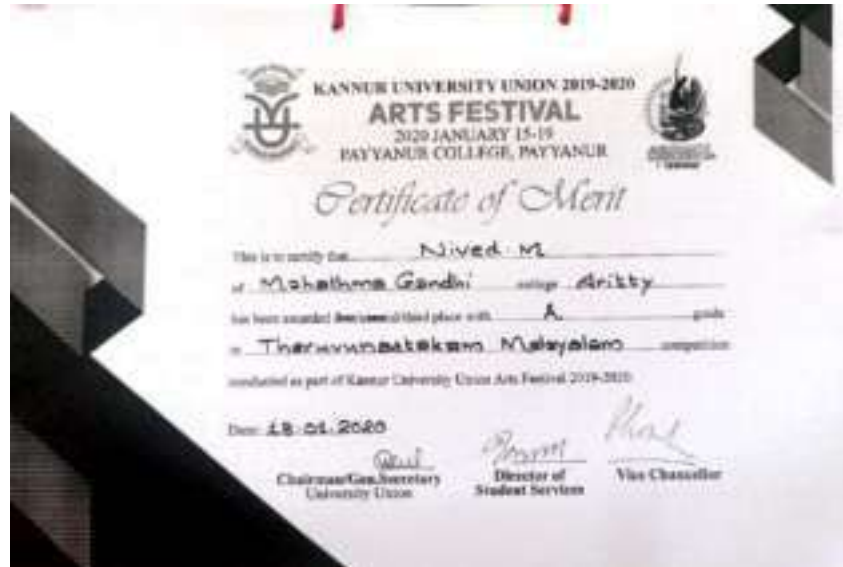 KANNUR UNIVERSITY UNION 2019-2020
ARTS FESTIVAL
2020 JANUARY 15-19
PAYYANUR COLLEGE, PAYYANUR
Certificate of Merit
This is to certify that Nived. M
of Mahathma Gandhi college Aritty
has been awarded first/second/third place with A grade
in Theruvunaatakam Malayalam competition
conducted as part of Kannur University Union Arts Festival 2019-2020
Date: 18.01.2020
Chairman/Gen.Secretary
University Union
Director of
Student Services
Vice Chancellor